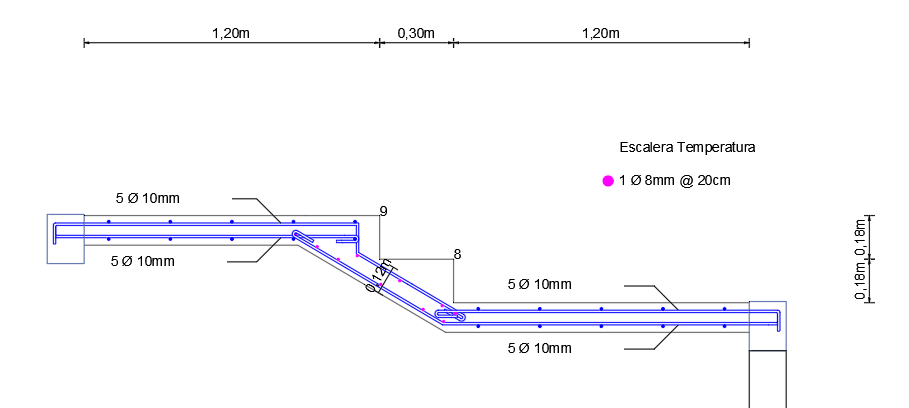 1,20m 0,30m 1,20m
Escalera Temperatura
1 Ø 8mm @ 20cm
5 Ø 10mm
9
8
0,18m
0,18m
5 Ø 10mm
0,12m
5 Ø 10mm
5 Ø 10mm